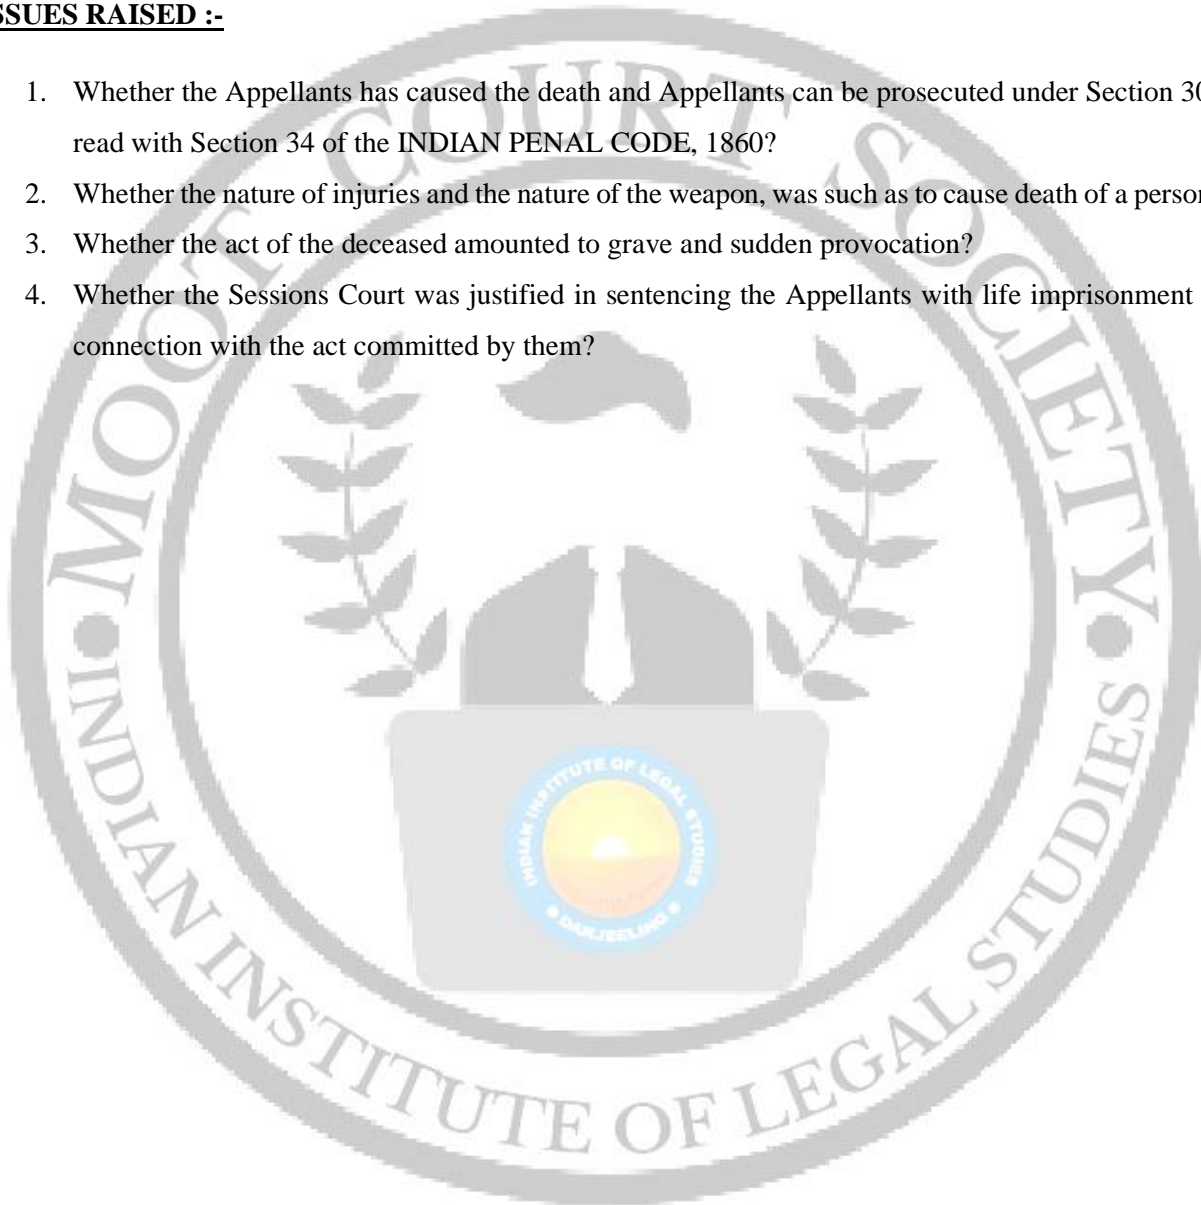 SSUES RAISED :-
1. Whether the Appellants has caused the death and Appellants can be prosecuted under Section 30
read with Section 34 of the INDIAN PENAL CODE, 1860?
2. Whether the nature of injuries and the nature of the weapon, was such as to cause death of a person
3. Whether the act of the deceased amounted to grave and sudden provocation?
4. Whether the Sessions Court was justified in sentencing the Appellants with life imprisonment
connection with the act committed by them?
MOOT COURT SOCIETY
INDIAN INSTITUTE OF LEGAL STUDIES
INDIAN INSTITUTE OF LEGAL STUDIES
DARJEELING